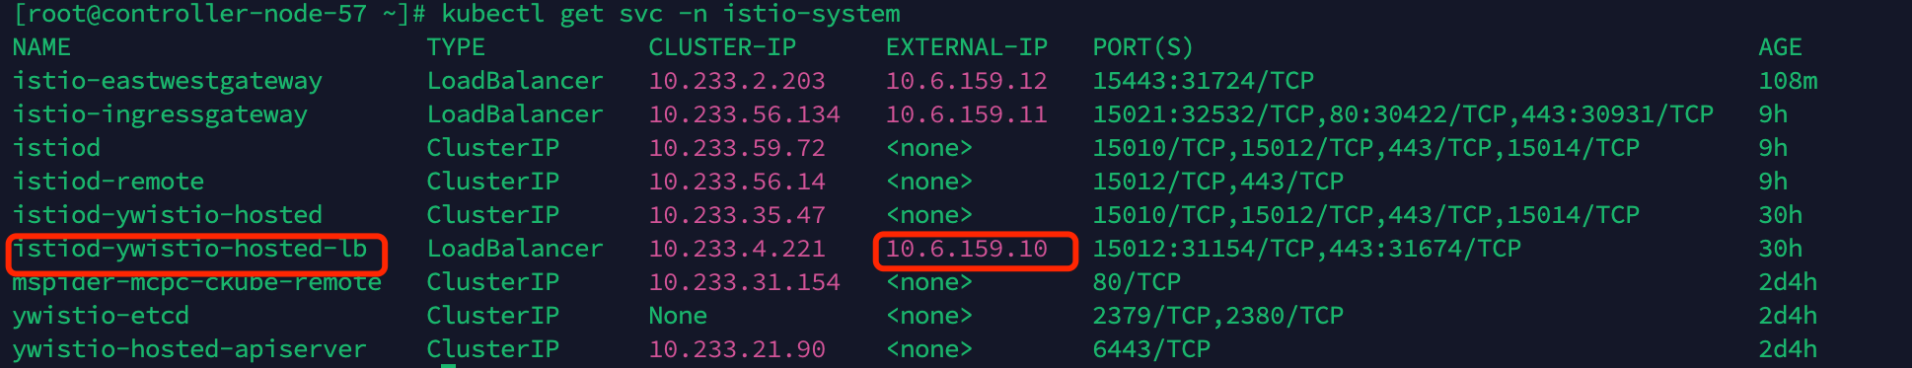 [root@controller-node-57 ~]# kubectl get svc -n istio-system
NAME TYPE CLUSTER-IP EXTERNAL-IP PORT(S) AGE
istio-eastwestgateway LoadBalancer 10.233.2.203 10.6.159.12 15443:31724/TCP 108m
istio-ingressgateway LoadBalancer 10.233.56.134 10.6.159.11 15021:32532/TCP,80:30422/TCP,443:30931/TCP 9h
istiod ClusterIP 10.233.59.72 <none> 15010/TCP,15012/TCP,443/TCP,15014/TCP 9h
istiod-remote ClusterIP 10.233.56.14 <none> 15012/TCP,443/TCP 9h
istiod-ywistio-hosted ClusterIP 10.233.35.47 <none> 15010/TCP,15012/TCP,443/TCP,15014/TCP 30h
istiod-ywistio-hosted-lb LoadBalancer 10.233.4.221 10.6.159.10 15012:31154/TCP,443:31674/TCP 30h
mspider-mcpc-ckube-remote ClusterIP 10.233.31.154 <none> 80/TCP 2d4h
ywistio-etcd ClusterIP None <none> 2379/TCP,2380/TCP 2d4h
ywistio-hosted-apiserver ClusterIP 10.233.21.90 <none> 6443/TCP 2d4h